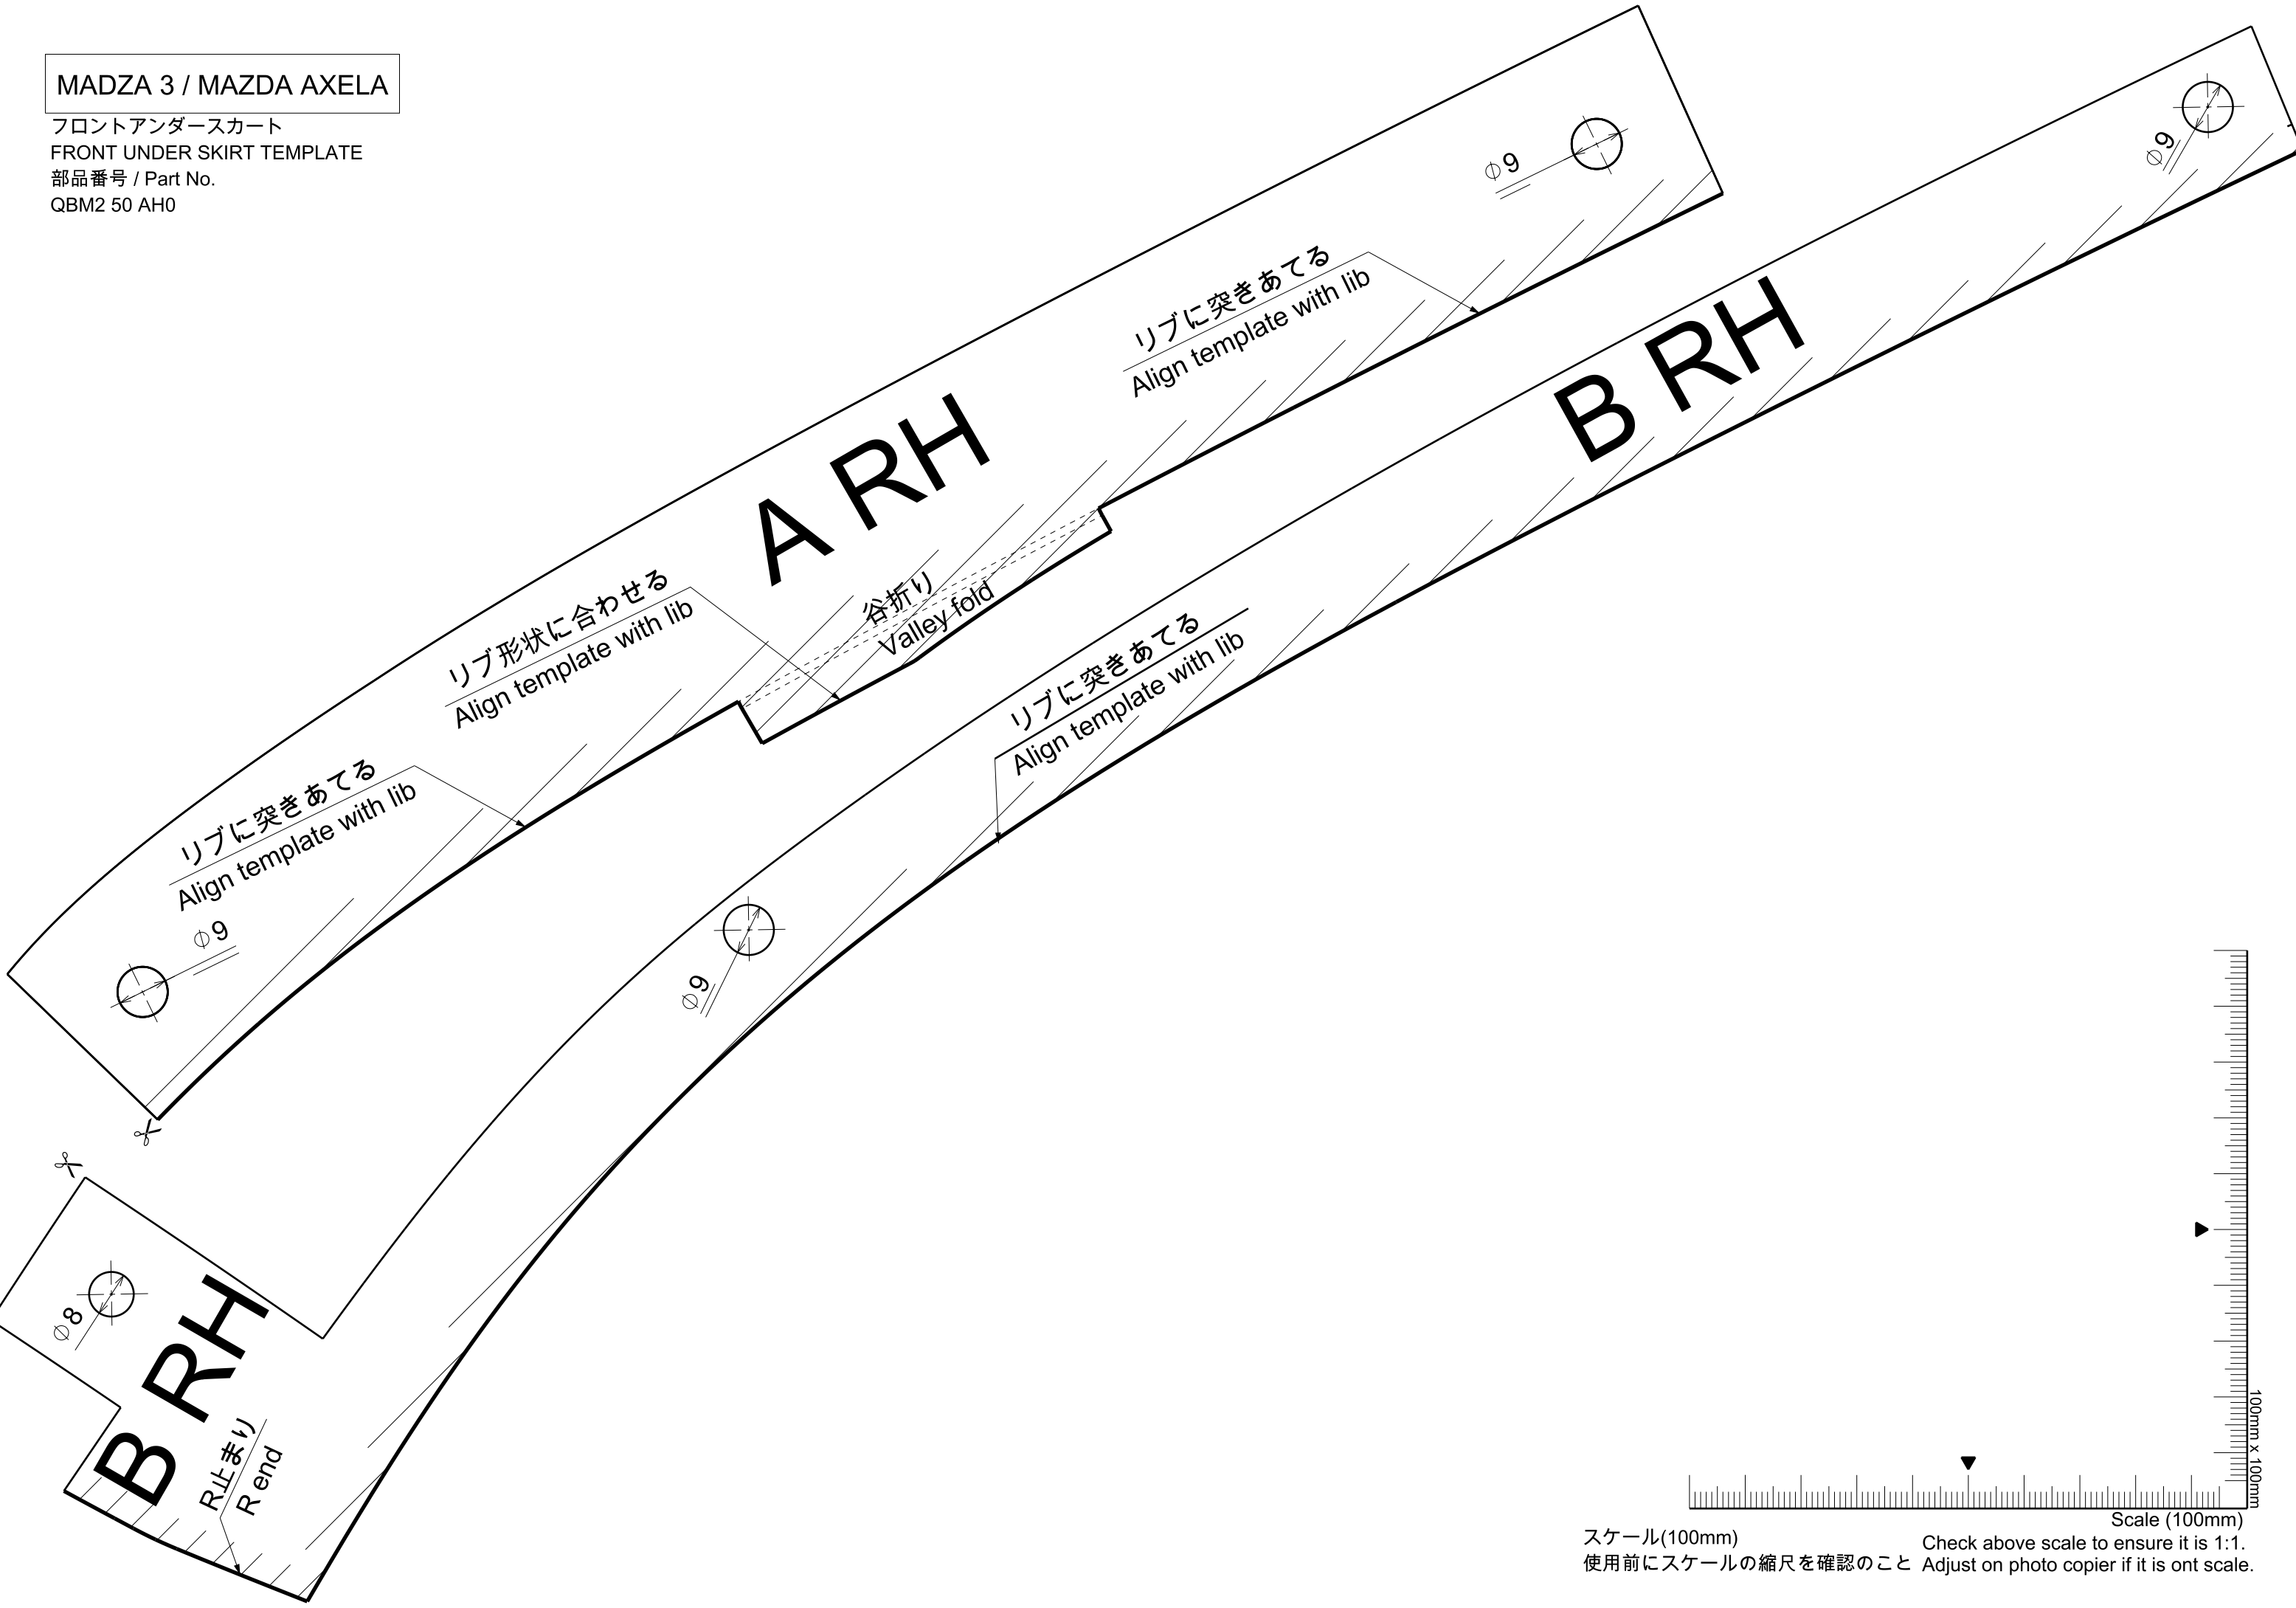 MADZA 3 / MAZDA AXELA
フロントアンダースカート
FRONT UNDER SKIRT TEMPLATE
部品番号 / Part No.
QBM2 50 AH0
∅9
∅9
リブに突きあてる
Align template with lib
B RH
A RH
リブ形状に合わせる
Align template with lib
谷折り
Valley fold
リブに突きあてる
Align template with lib
リブに突きあてる
Align template with lib
∅9
∅9
∅8
B RH
R止まり
R end
100mm x 100mm
Scale (100mm)
スケール(100mm)
使用前にスケールの縮尺を確認のこと
Check above scale to ensure it is 1:1.
Adjust on photo copier if it is ont scale.